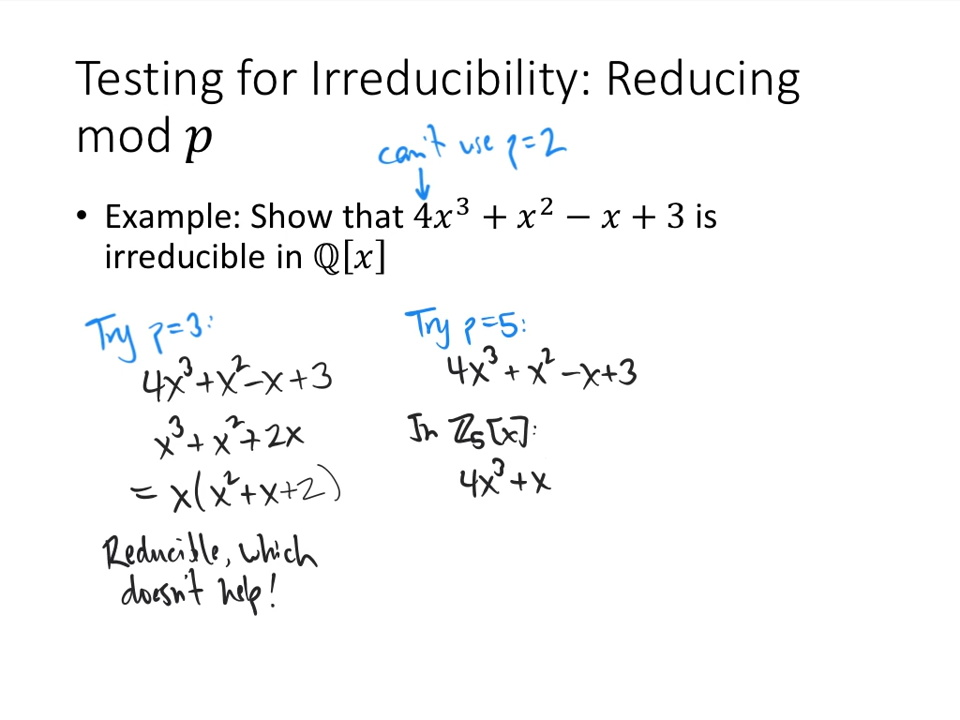 Testing for Irreducibility: Reducing
mod p
can't use p=2
• Example: Show that 4x³ + x² − x + 3 is
irreducible in ℚ[x]
Try p=3:
4x³+x²-x+3
x³+x²+2x
= x(x²+x+2)
Reducible, which
doesn't help!
Try p=5:
4x³+x²-x+3
In ℤ₅[x]:
4x³+x